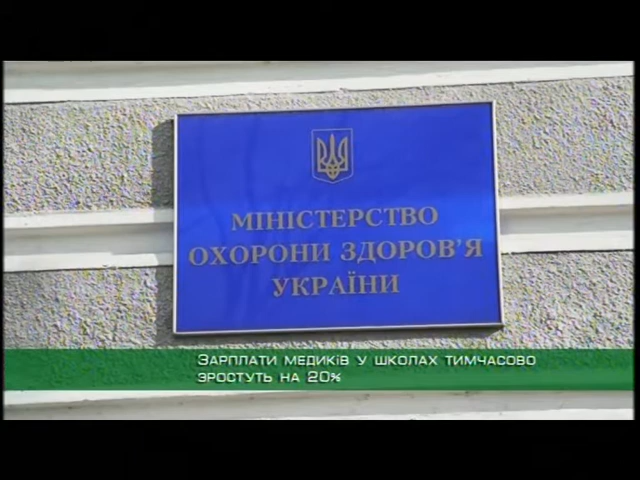 МІНІСТЕРСТВО
ОХОРОНИ ЗДОРОВ'Я
УКРАЇНИ
Зарплати медиків у школах тимчасово
зростуть на 20%